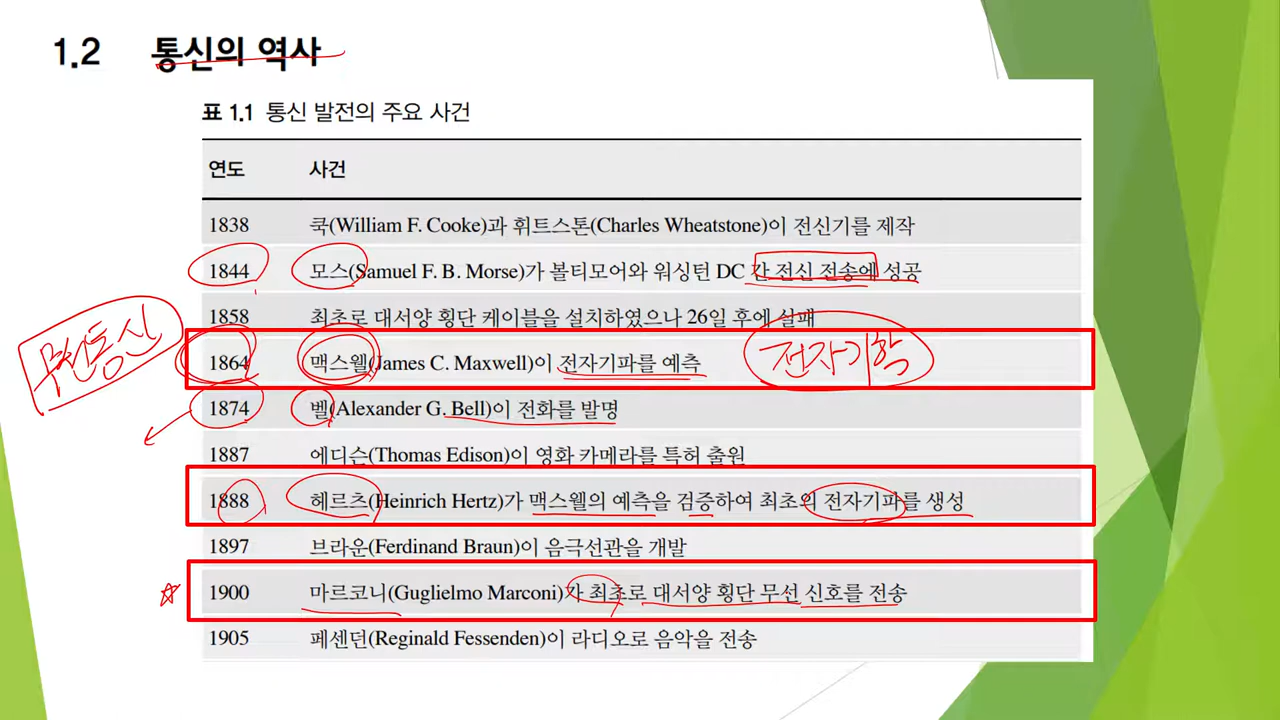 1.2 통신의 역사
표 1.1 통신 발전의 주요 사건
연도 사건
1838 쿡(William F. Cooke)과 휘트스톤(Charles Wheatstone)이 전신기를 제작
1844 모스(Samuel F. B. Morse)가 볼티모어와 워싱턴 DC 간 전신 전송에 성공
1858 최초로 대서양 횡단 케이블을 설치하였으나 26일 후에 실패
무선통신
1864 맥스웰(James C. Maxwell)이 전자기파를 예측 전자기학
1874 벨(Alexander G. Bell)이 전화를 발명
1887 에디슨(Thomas Edison)이 영화 카메라를 특허 출원
1888 헤르츠(Heinrich Hertz)가 맥스웰의 예측을 검증하여 최초의 전자기파를 생성
1897 브라운(Ferdinand Braun)이 음극선관을 개발
1900 마르코니(Guglielmo Marconi)가 최초로 대서양 횡단 무선 신호를 전송
1905 페센던(Reginald Fessenden)이 라디오로 음악을 전송